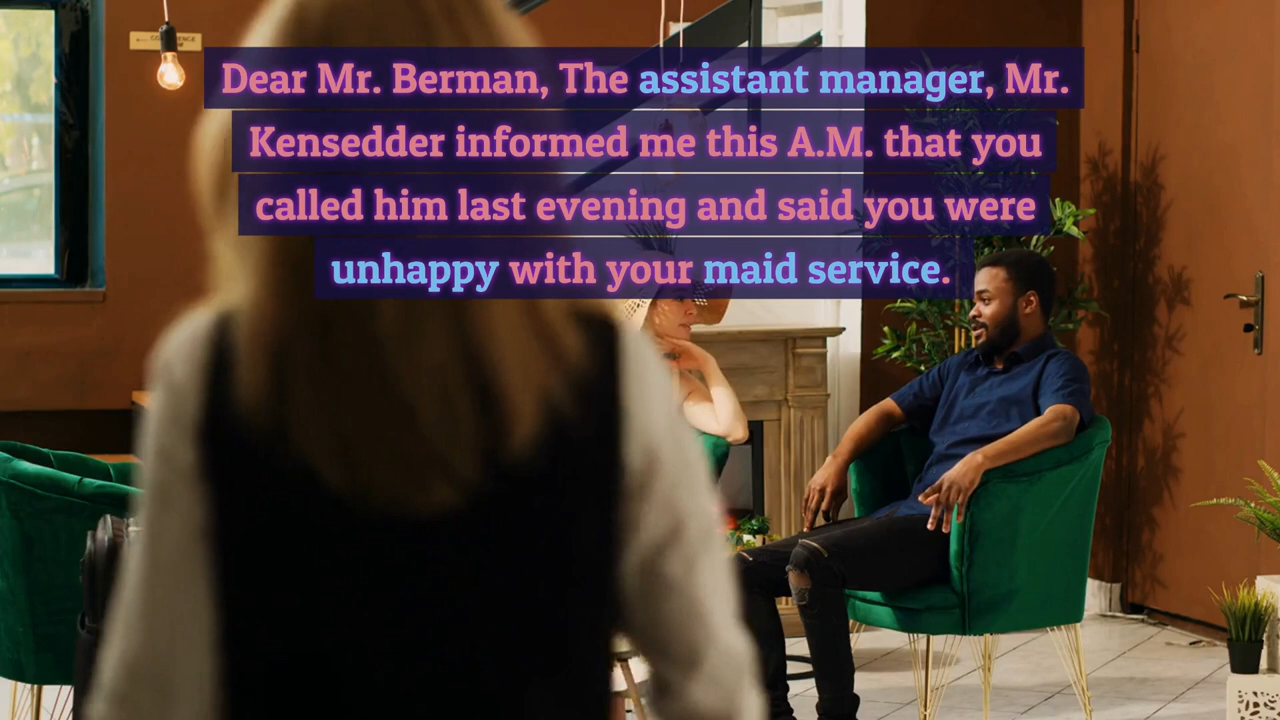 Dear Mr. Berman, The assistant manager, Mr.
Kensedder informed me this A.M. that you
called him last evening and said you were
unhappy with your maid service.